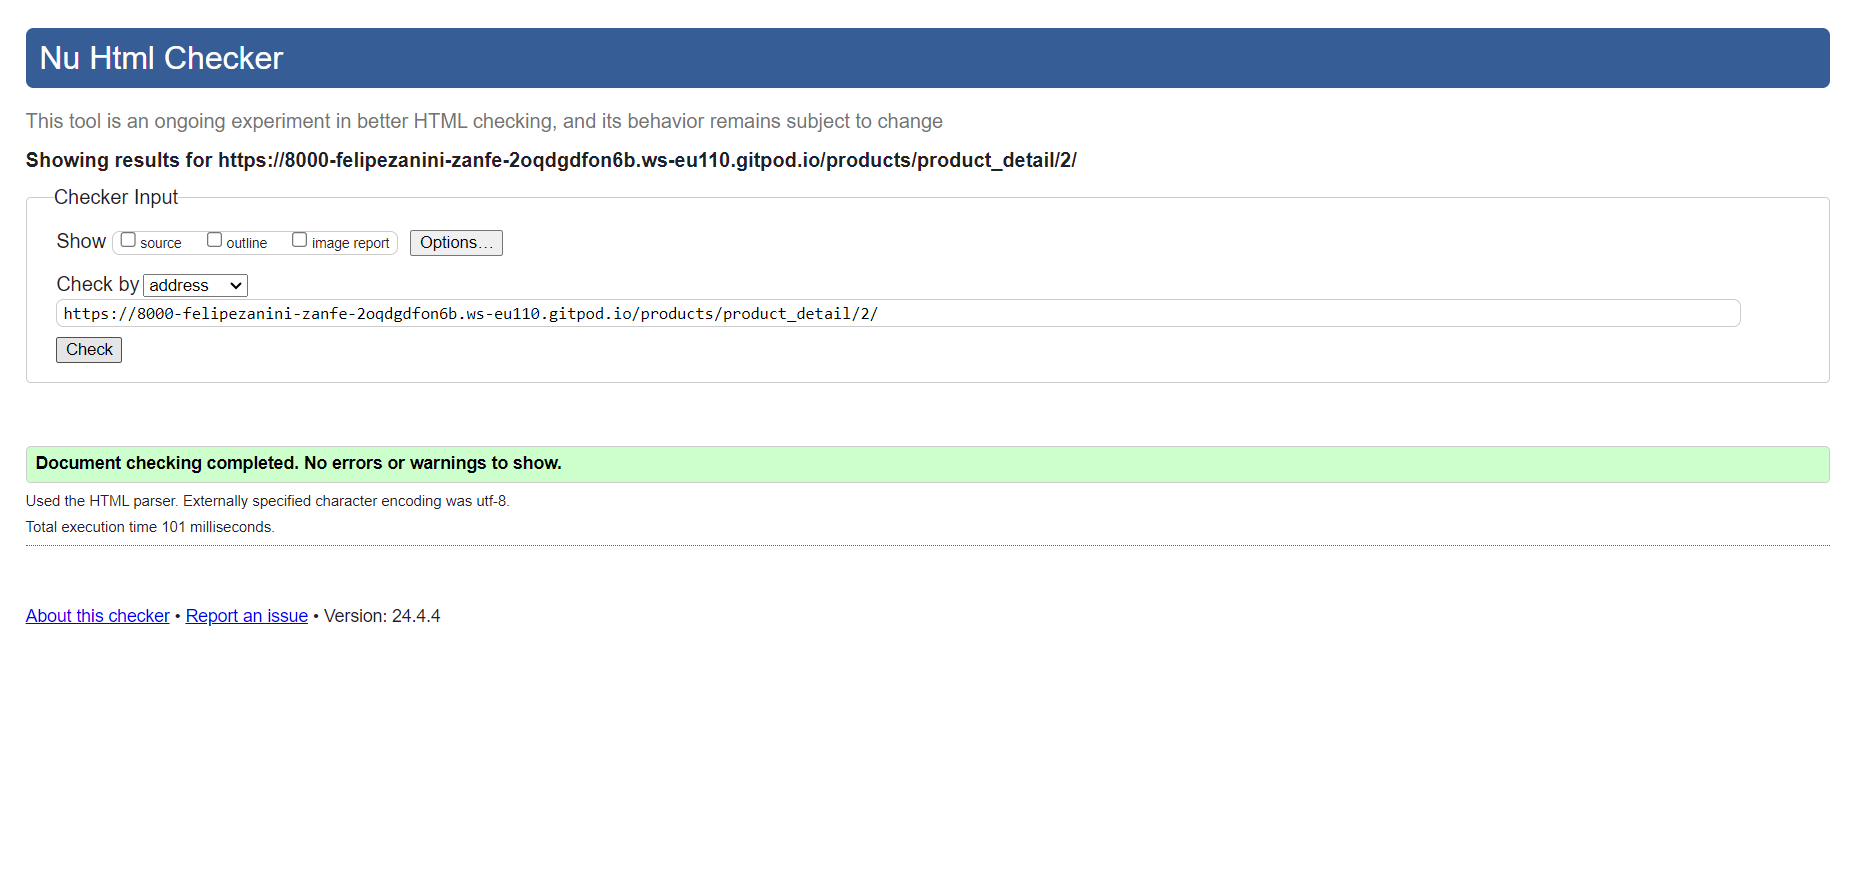 Nu Html Checker
This tool is an ongoing experiment in better HTML checking, and its behavior remains subject to change
Showing results for https://8000-felipezanini-zanfe-2oqdgdfon6b.ws-eu110.gitpod.io/products/product_detail/2/
Checker Input
Show source outline image report Options...
Check by address
https://8000-felipezanini-zanfe-2oqdgdfon6b.ws-eu110.gitpod.io/products/product_detail/2/
Check
Document checking completed. No errors or warnings to show.
Used the HTML parser. Externally specified character encoding was utf-8.
Total execution time 101 milliseconds.
About this checker • Report an issue • Version: 24.4.4